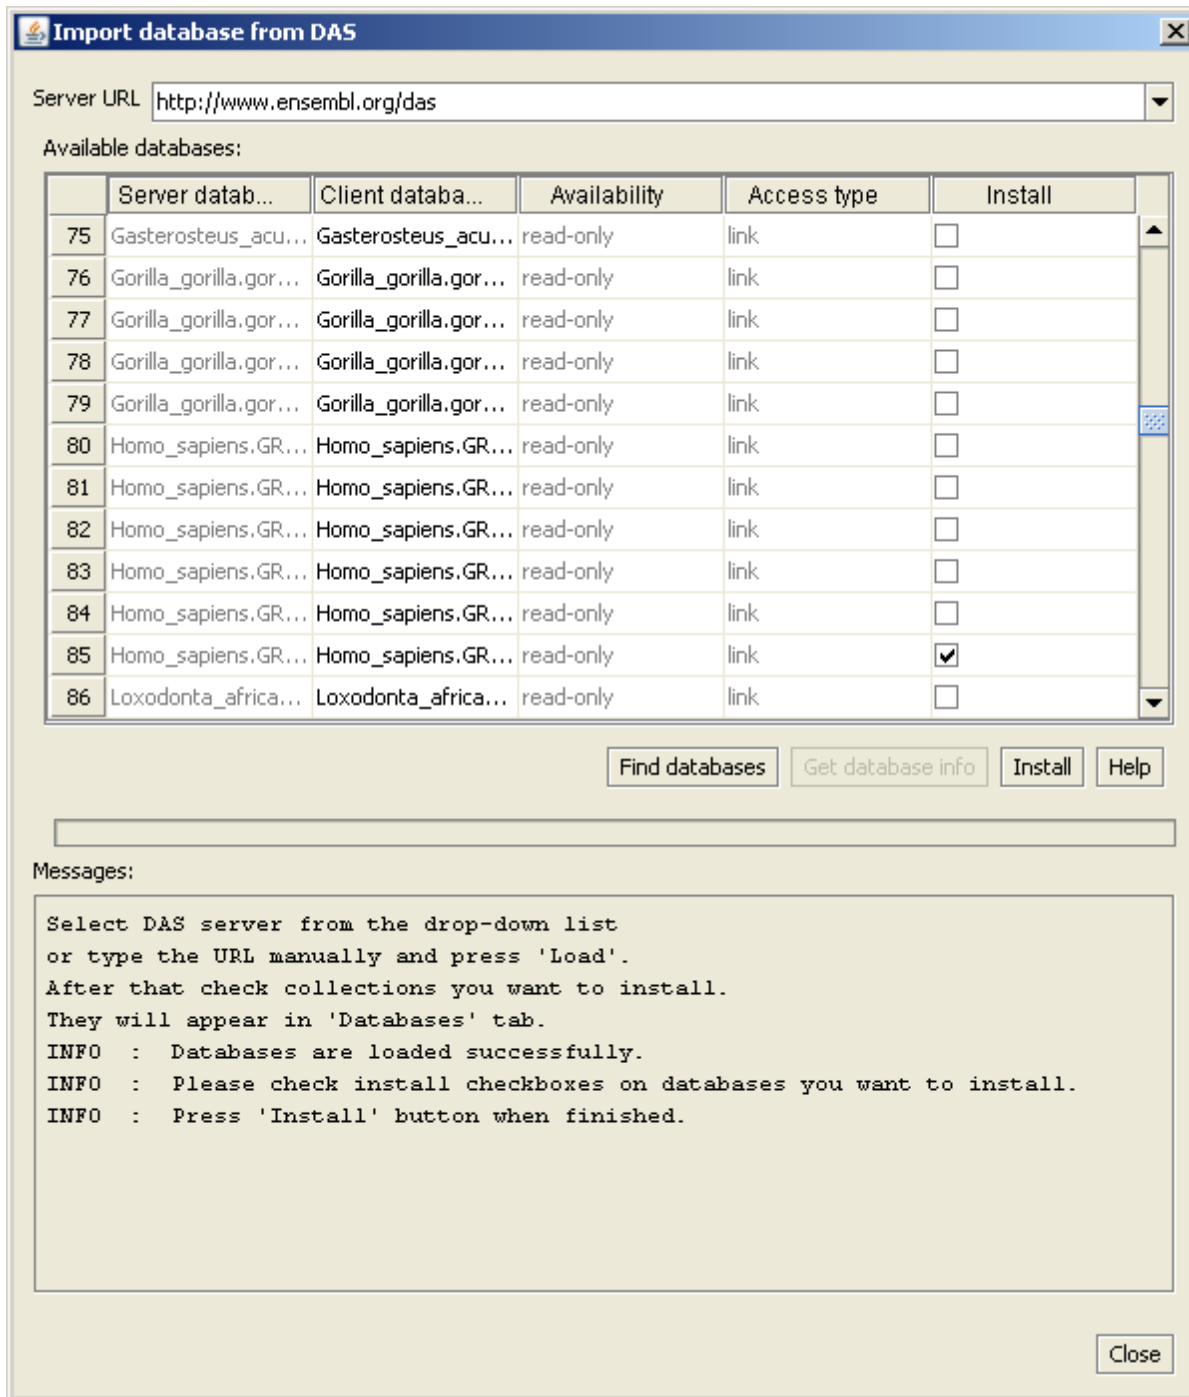 Import database from DAS
Server URL http://www.ensembl.org/das
Available databases:
Server datab... Client databa... Availability Access type Install
75 Gasterosteus_acu... Gasterosteus_acu... read-only link
76 Gorilla_gorilla.gor... Gorilla_gorilla.gor... read-only link
77 Gorilla_gorilla.gor... Gorilla_gorilla.gor... read-only link
78 Gorilla_gorilla.gor... Gorilla_gorilla.gor... read-only link
79 Gorilla_gorilla.gor... Gorilla_gorilla.gor... read-only link
80 Homo_sapiens.GR... Homo_sapiens.GR... read-only link
81 Homo_sapiens.GR... Homo_sapiens.GR... read-only link
82 Homo_sapiens.GR... Homo_sapiens.GR... read-only link
83 Homo_sapiens.GR... Homo_sapiens.GR... read-only link
84 Homo_sapiens.GR... Homo_sapiens.GR... read-only link
85 Homo_sapiens.GR... Homo_sapiens.GR... read-only link
86 Loxodonta_africa... Loxodonta_africa... read-only link
Find databases Get database info Install Help
Messages:
Select DAS server from the drop-down list
or type the URL manually and press 'Load'.
After that check collections you want to install.
They will appear in 'Databases' tab.
INFO : Databases are loaded successfully.
INFO : Please check install checkboxes on databases you want to install.
INFO : Press 'Install' button when finished.
Close